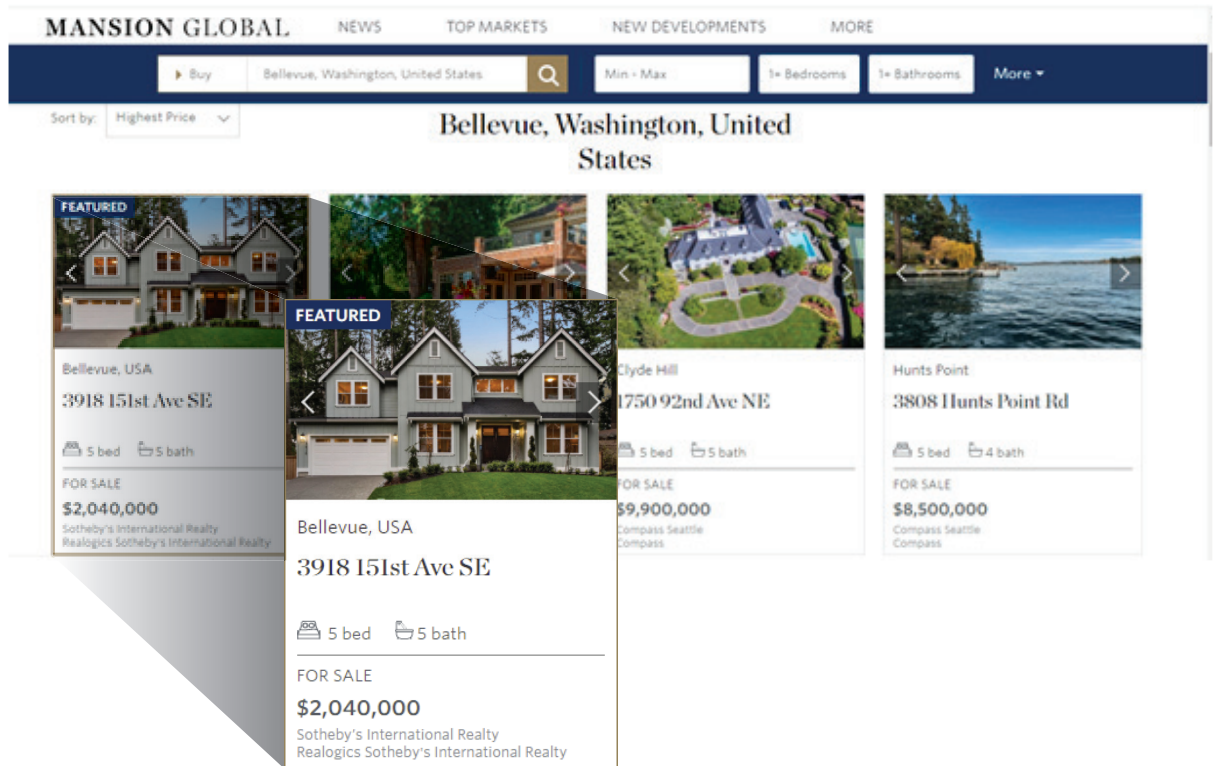 MANSION GLOBAL NEWS TOP MARKETS NEW DEVELOPMENTS MORE
Buy Bellevue, Washington, United States Min - Max 1+ Bedrooms 1+ Bathrooms More
Sort by: Highest Price
Bellevue, Washington, United
States
FEATURED
Bellevue, USA
3918 151st Ave SE
5 bed 5 bath
FOR SALE
$2,040,000
Sotheby's International Realty
Realogics Sotheby's International Realty
FEATURED
Bellevue, USA
3918 151st Ave SE
5 bed 5 bath
FOR SALE
$2,040,000
Sotheby's International Realty
Realogics Sotheby's International Realty
Clyde Hill
1750 92nd Ave NE
5 bed 5 bath
FOR SALE
$9,900,000
Compass Seattle
Compass
Hunts Point
3808 Hunts Point Rd
5 bed 4 bath
FOR SALE
$8,500,000
Compass Seattle
Compass